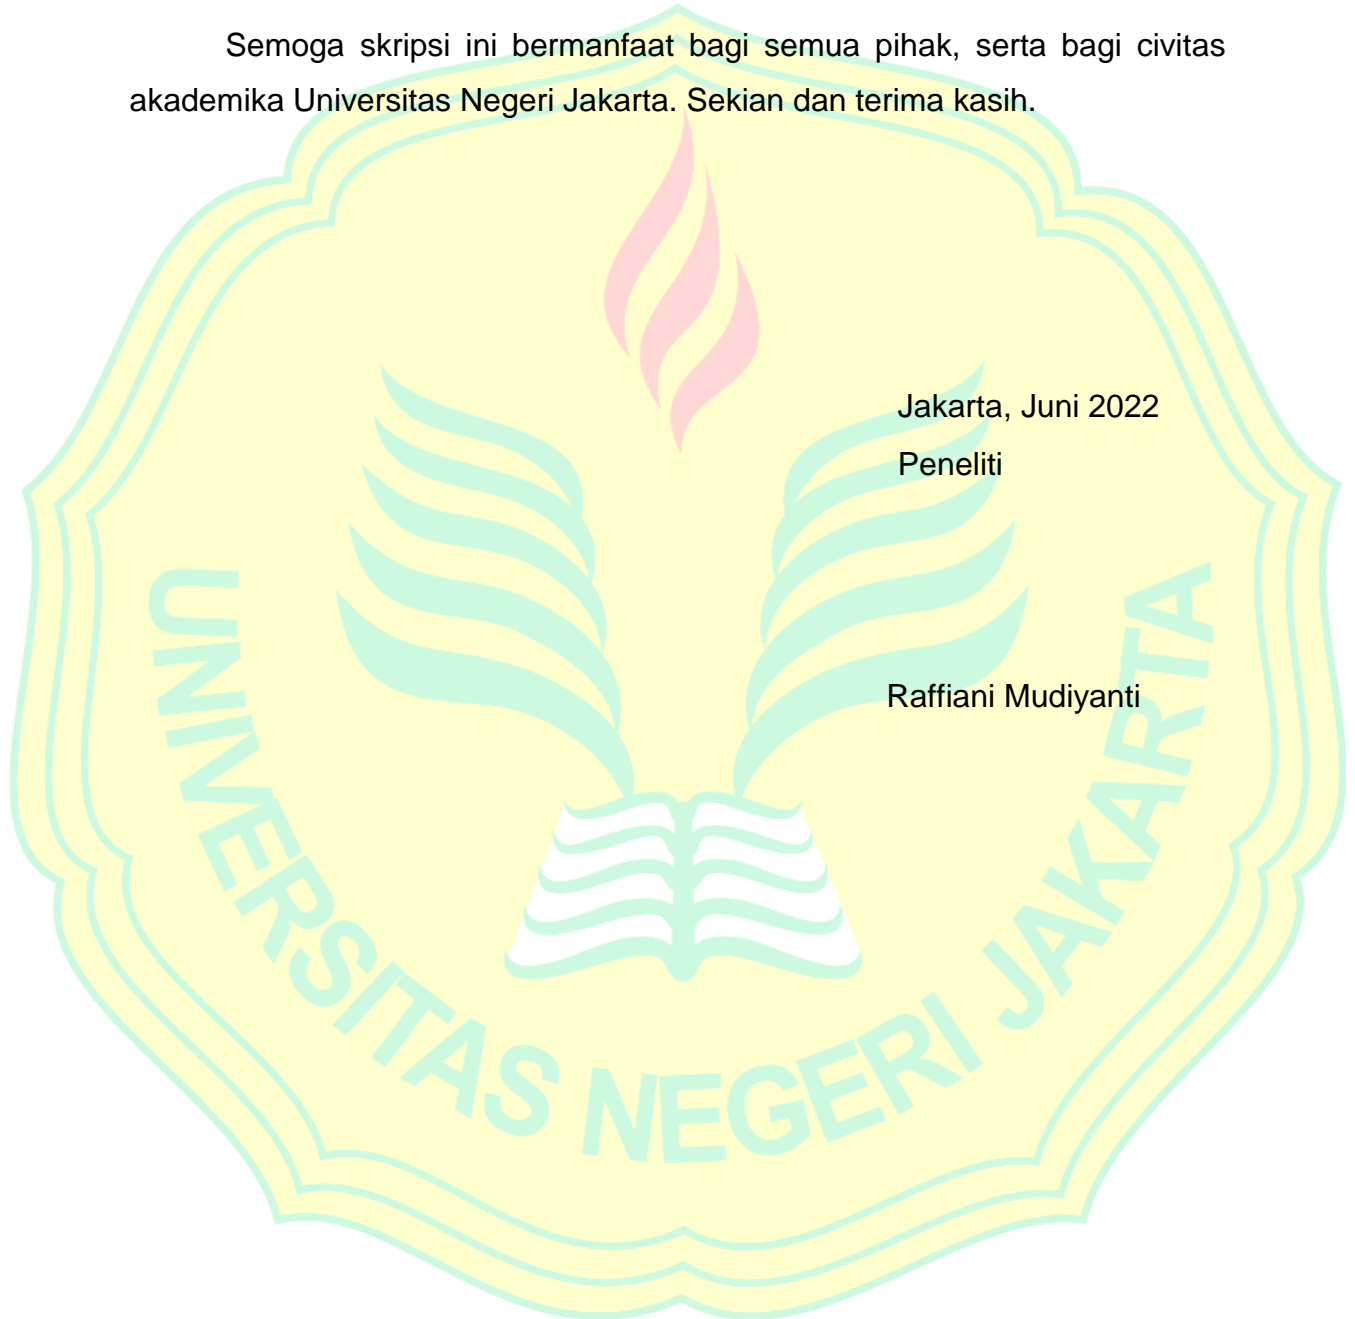 Semoga skripsi ini bermanfaat bagi semua pihak, serta bagi civitas
akademika Universitas Negeri Jakarta. Sekian dan terima kasih.
Jakarta, Juni 2022
Peneliti
Raffiani Mudiyanti
UNIVERSITAS NEGERI JAKARTA